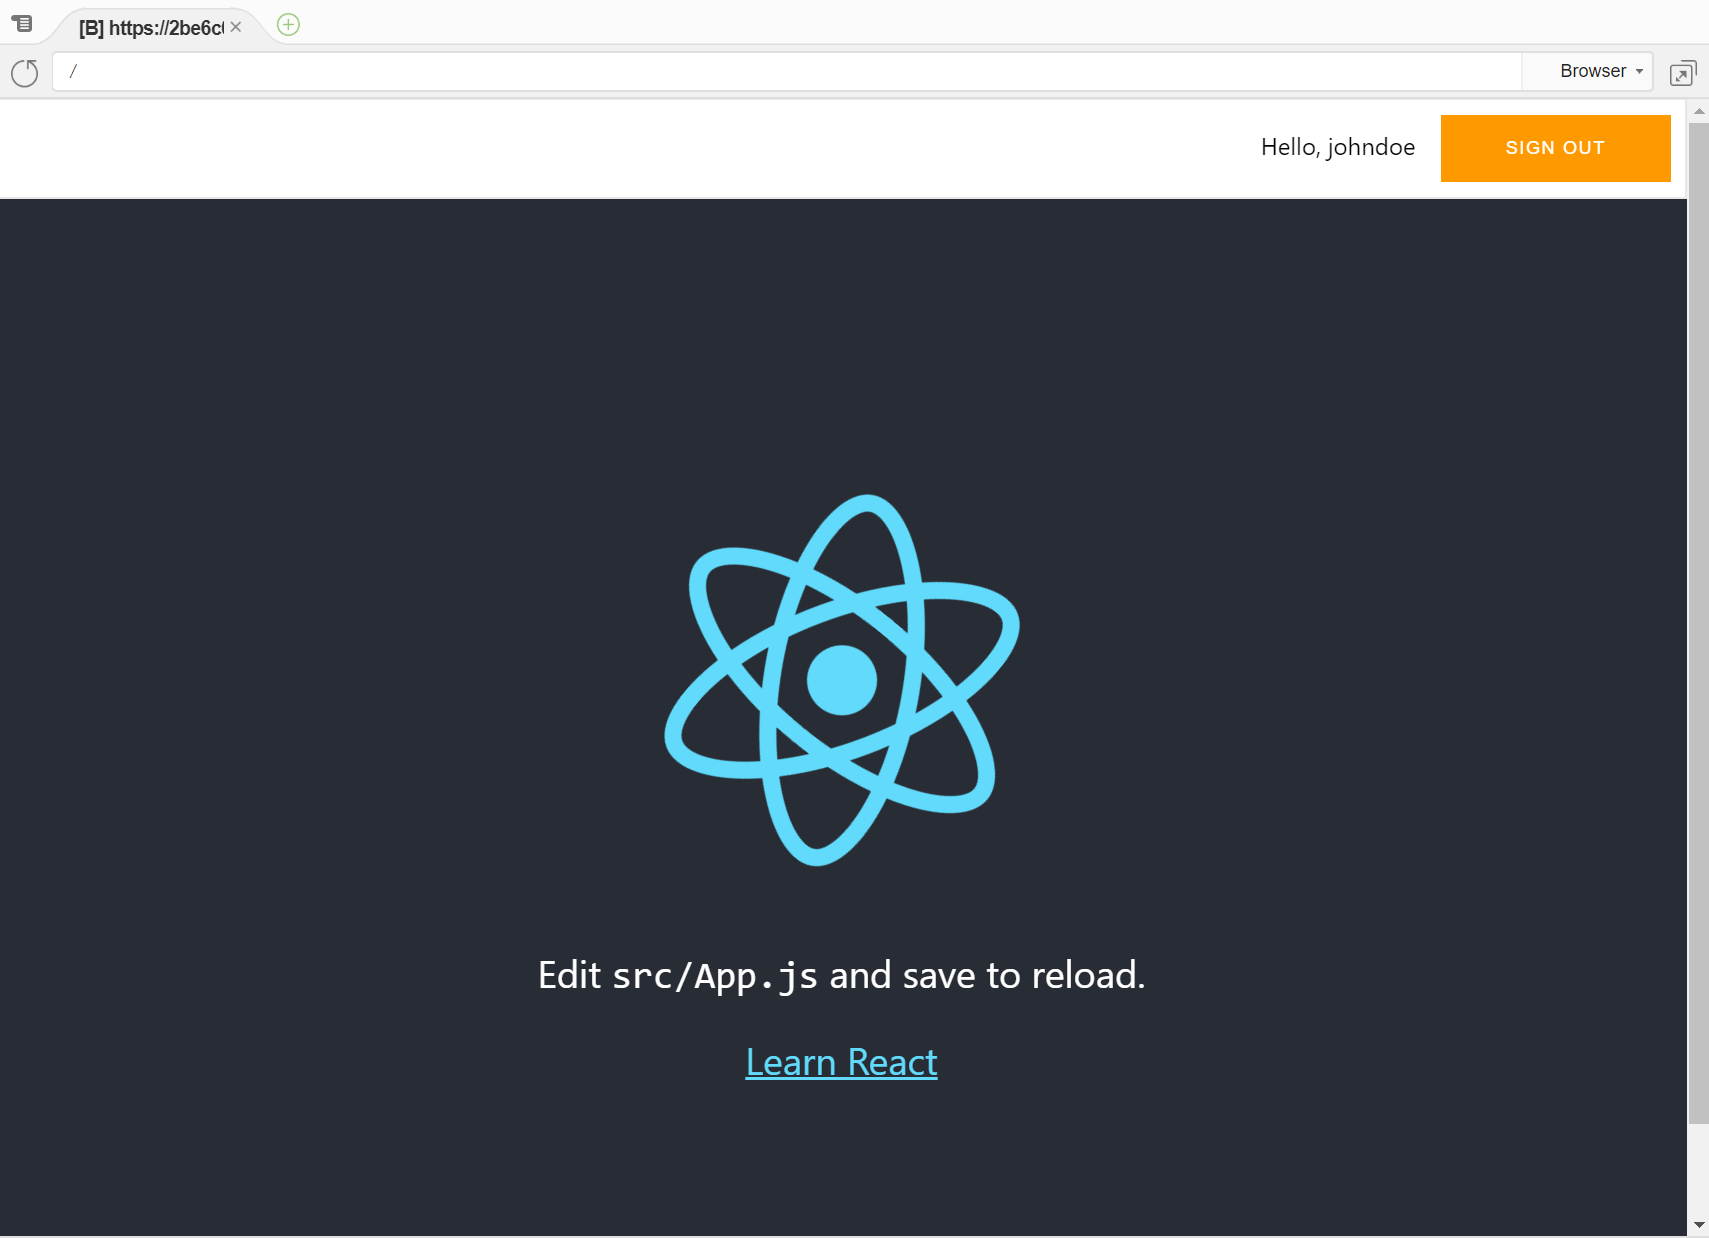 [B] https://2be6c
/
Browser
Hello, johndoe
SIGN OUT
Edit src/App.js and save to reload.
Learn React